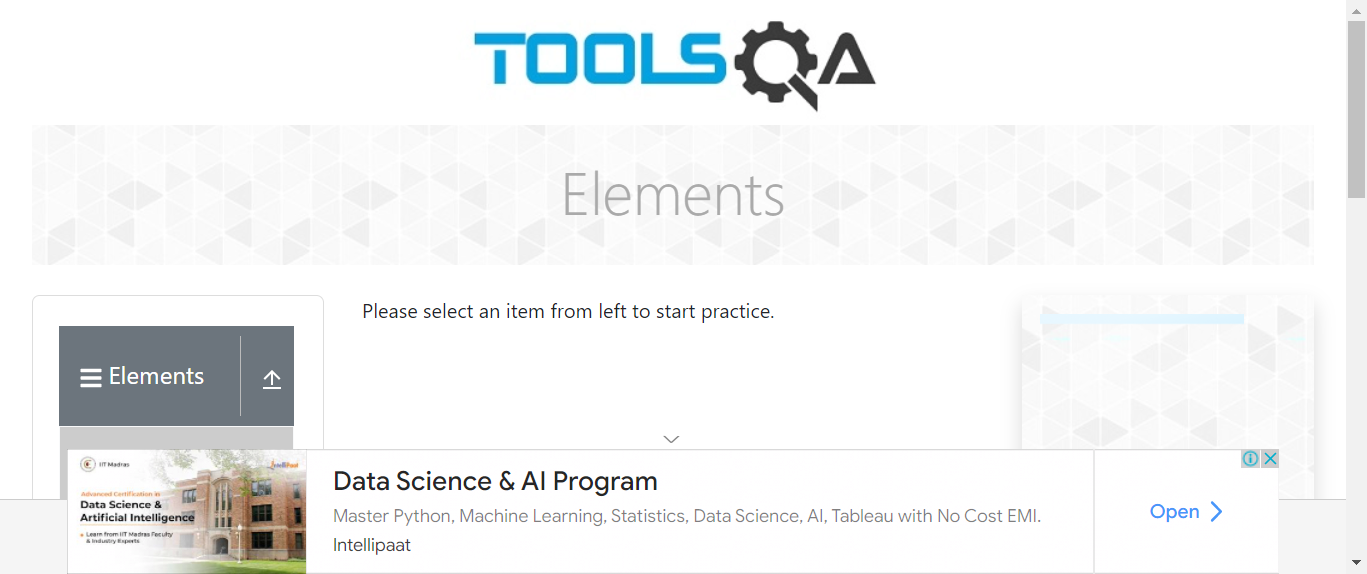 TOOLSQA
Elements
Please select an item from left to start practice.
Elements
IIT Madras
intellipaat
Advanced Certification in
Data Science &
Artificial Intelligence
Learn from IIT Madras Faculty
& Industry Experts
Data Science & AI Program
Master Python, Machine Learning, Statistics, Data Science, AI, Tableau with No Cost EMI.
Intellipaat
Open